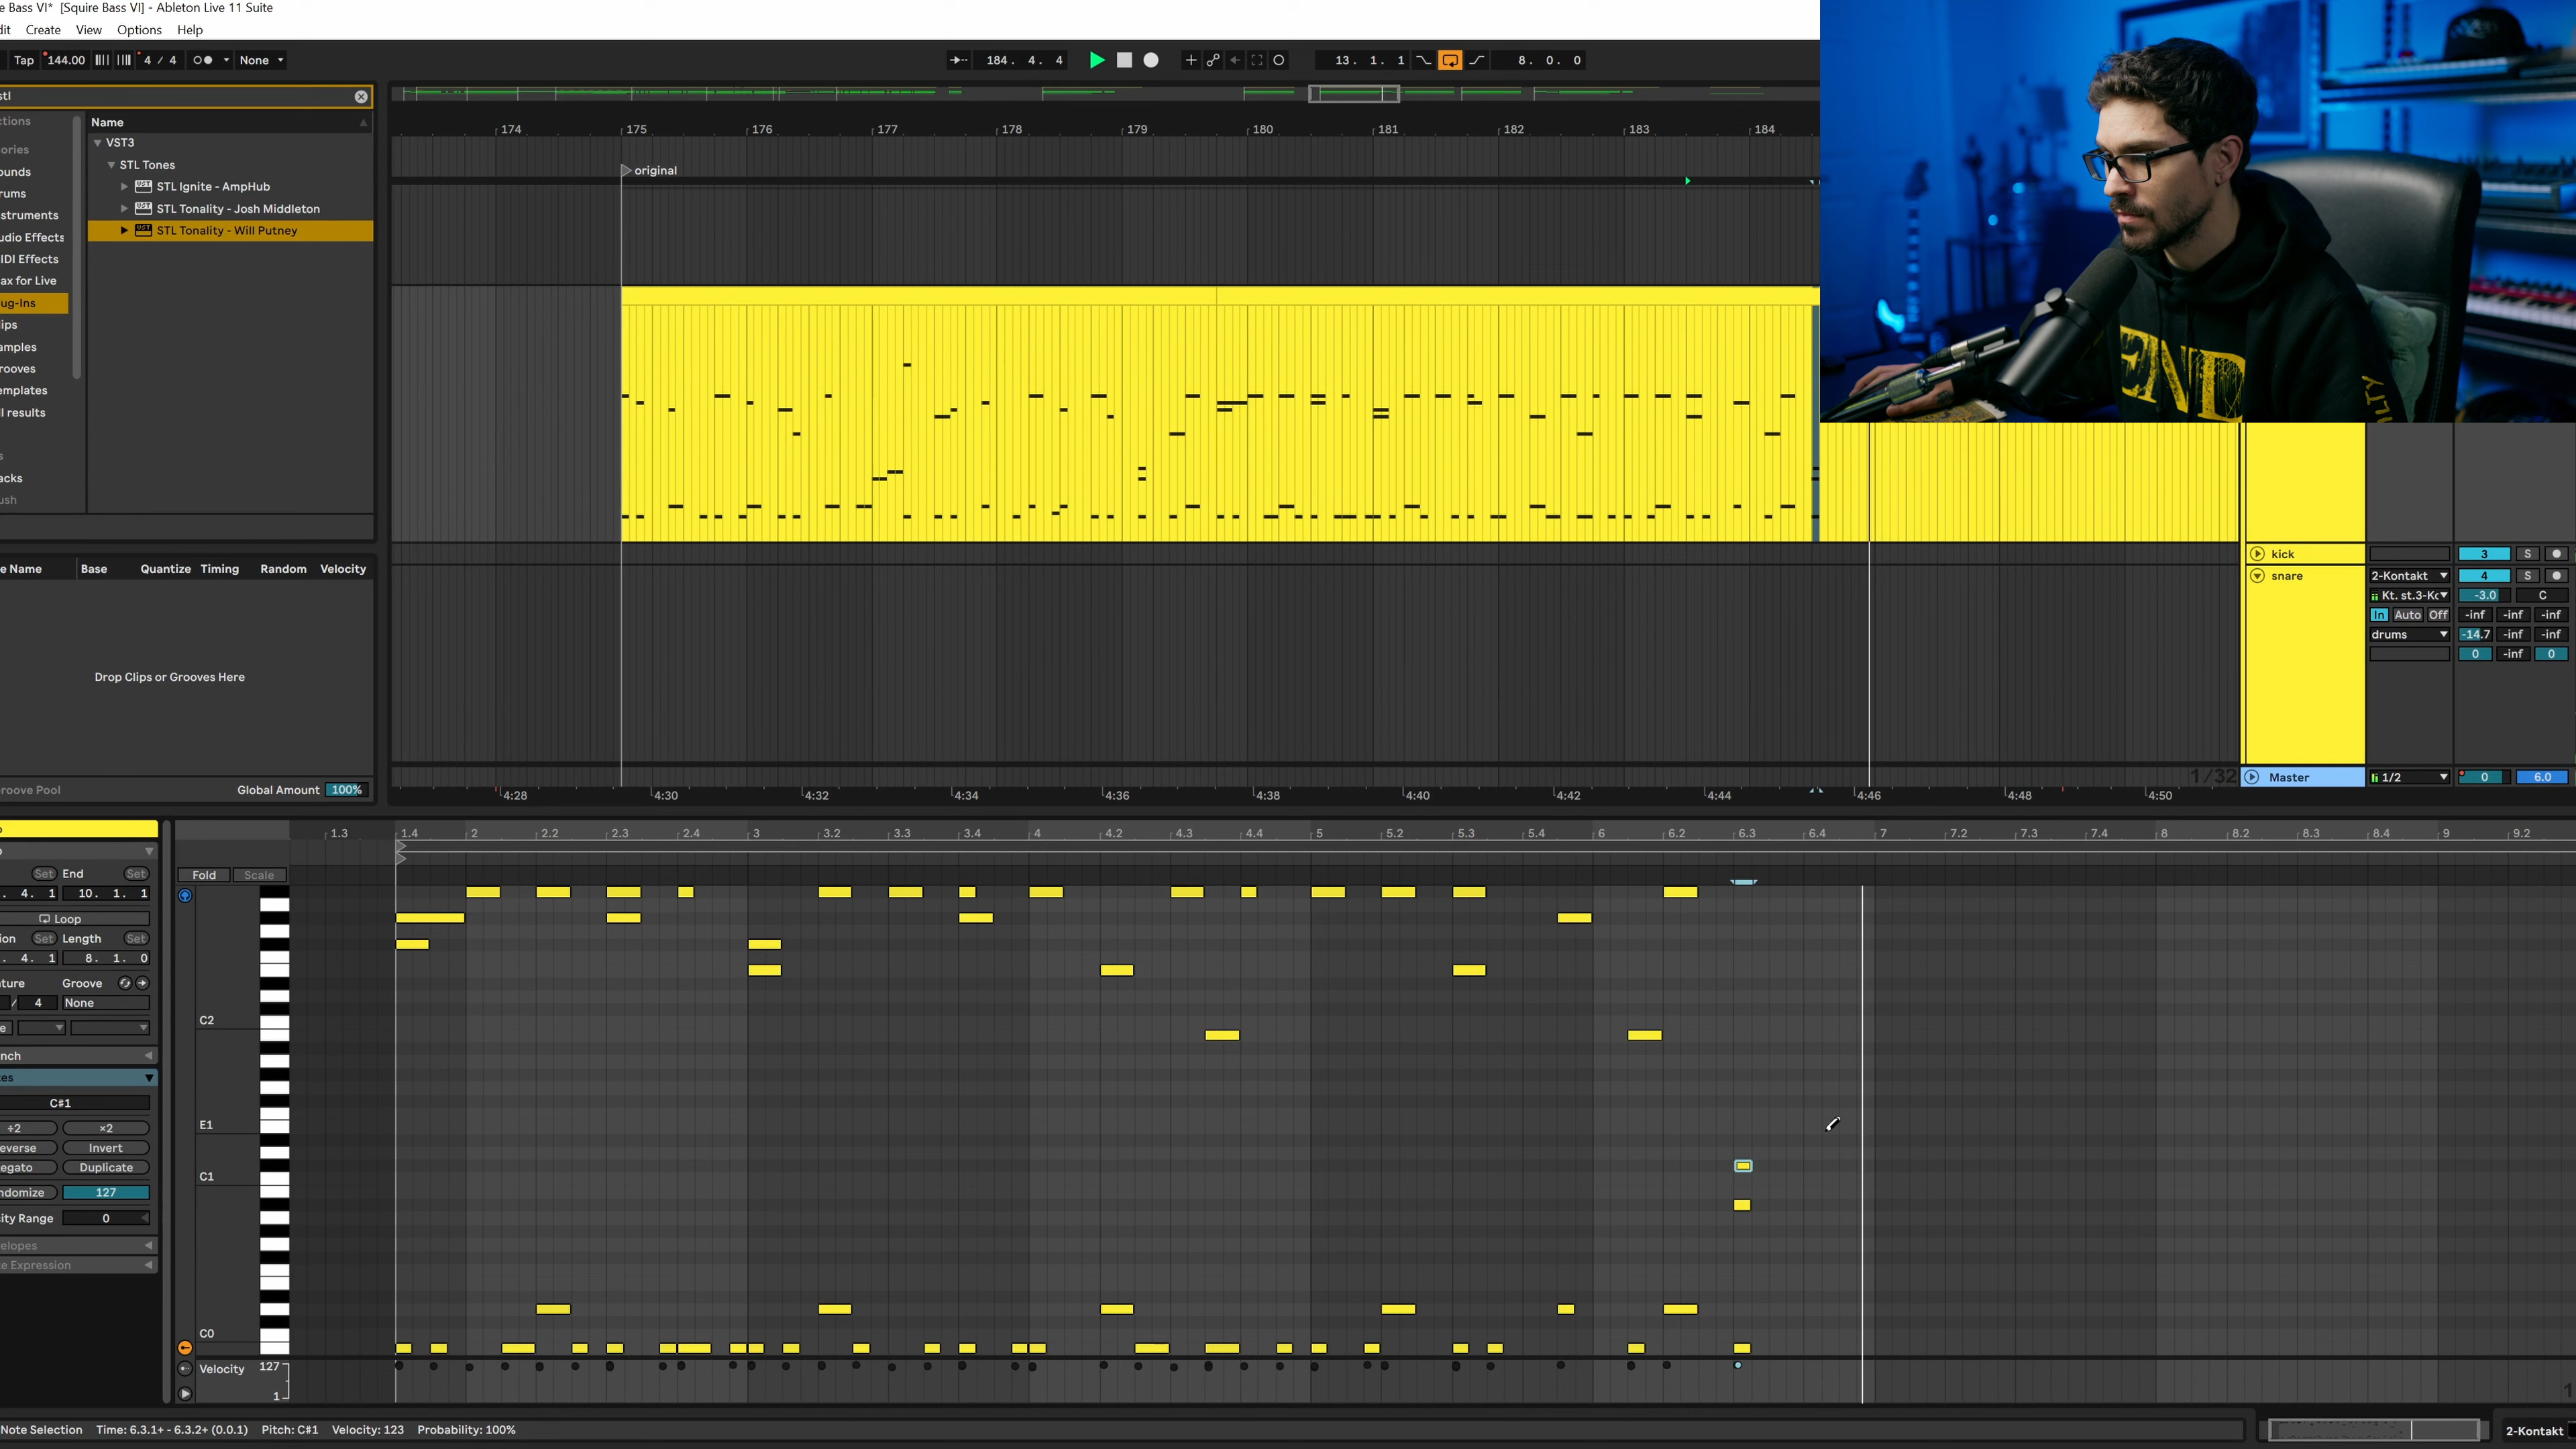 e Bass VI* [Squire Bass VI] - Ableton Live 11 Suite
dit Create View Options Help
Tap 144.00 4 / 4 None
184. 4. 4
13. 1. 1
8. 0. 0
stl
ctions
ories
ounds
rums
struments
udio Effects
IDI Effects
ax for Live
ug-Ins
lips
amples
rooves
emplates
ll results
s
acks
ush
Name
VST3
STL Tones
STL Ignite - AmpHub
STL Tonality - Josh Middleton
STL Tonality - Will Putney
174 175 176 177 178 179 180 181 182 183 184
original
END
kick 3 S
snare 2-Kontakt 4 S
Kt. st.3-Kc -3.0 C
In Auto Off -inf -inf -inf
drums -14.7 -inf -inf
0 -inf 0
1/32
Master 1/2 0 6.0
e Name Base Quantize Timing Random Velocity
Drop Clips or Grooves Here
roove Pool Global Amount 100%
4:28 4:30 4:32 4:34 4:36 4:38 4:40 4:42 4:44 4:46 4:48 4:50
1.3 1.4 2 2.2 2.3 2.4 3 3.2 3.3 3.4 4 4.2 4.3 4.4 5 5.2 5.3 5.4 6 6.2 6.3 6.4 7 7.2 7.3 7.4 8 8.2 8.3 8.4 9 9.2
Set End Set
. 4. 1 10. 1. 1
Loop
ion Set Length Set
. 4. 1 8. 1. 0
ture Groove
/ 4 None
e
nch
es
C#1
÷2 ×2
everse Invert
egato Duplicate
ndomize 127
city Range 0
elopes
te Expression
Fold Scale
C2
E1
C1
C0
Velocity 127
1
Note Selection Time: 6.3.1+ - 6.3.2+ (0.0.1) Pitch: C#1 Velocity: 123 Probability: 100%
2-Kontakt